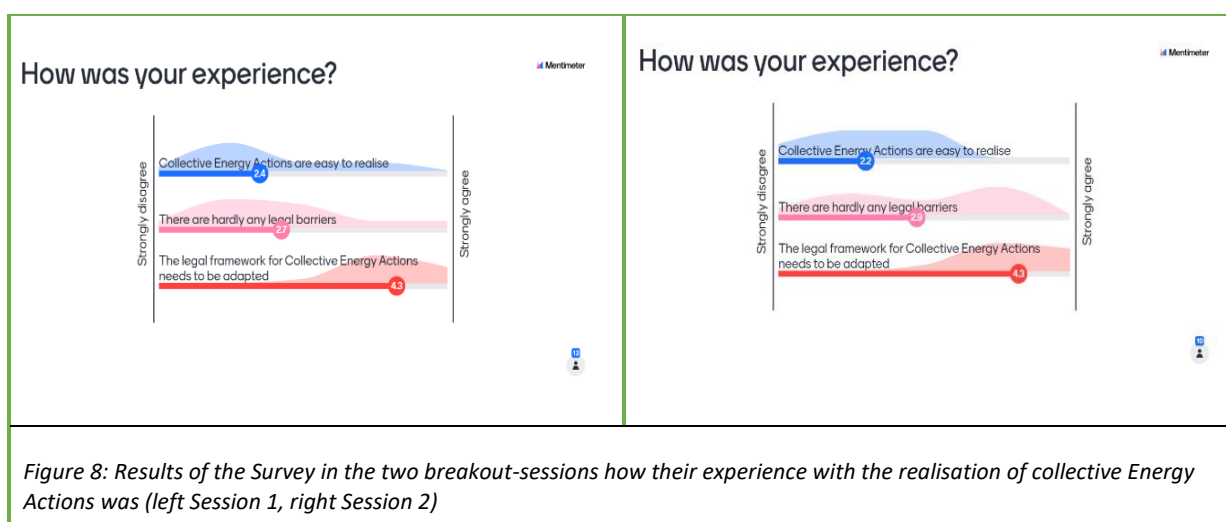 How was your experience?
Mentimeter
Strongly disagree
Collective Energy Actions are easy to realise
2.4
There are hardly any legal barriers
2.7
The legal framework for Collective Energy Actions
needs to be adapted
4.3
Strongly agree
13
How was your experience?
Mentimeter
Strongly disagree
Collective Energy Actions are easy to realise
2.2
There are hardly any legal barriers
2.9
The legal framework for Collective Energy Actions
needs to be adapted
4.3
Strongly agree
10
Figure 8: Results of the Survey in the two breakout-sessions how their experience with the realisation of collective Energy
Actions was (left Session 1, right Session 2)